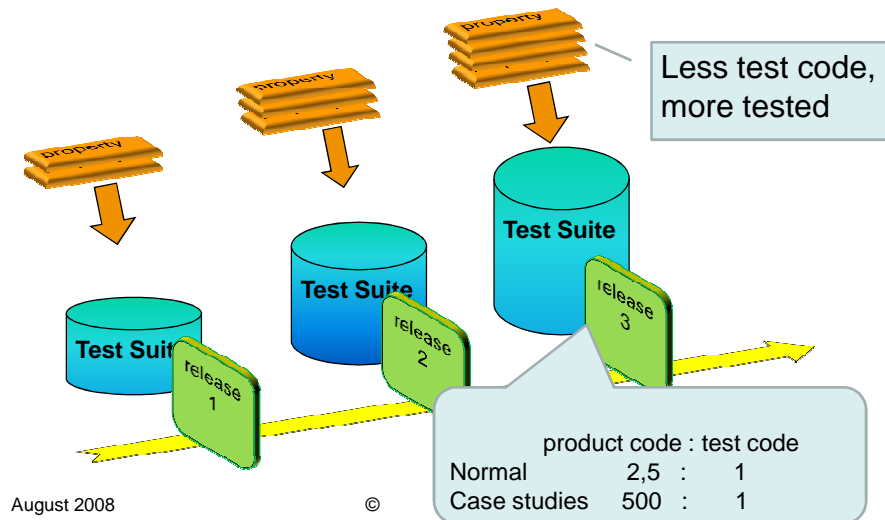 property
Less test code,
more tested
property
property
Test Suite
Test Suite
release
3
Test Suite
release
2
release
1
product code : test code
Normal 2,5 : 1
Case studies 500 : 1
August 2008 ©